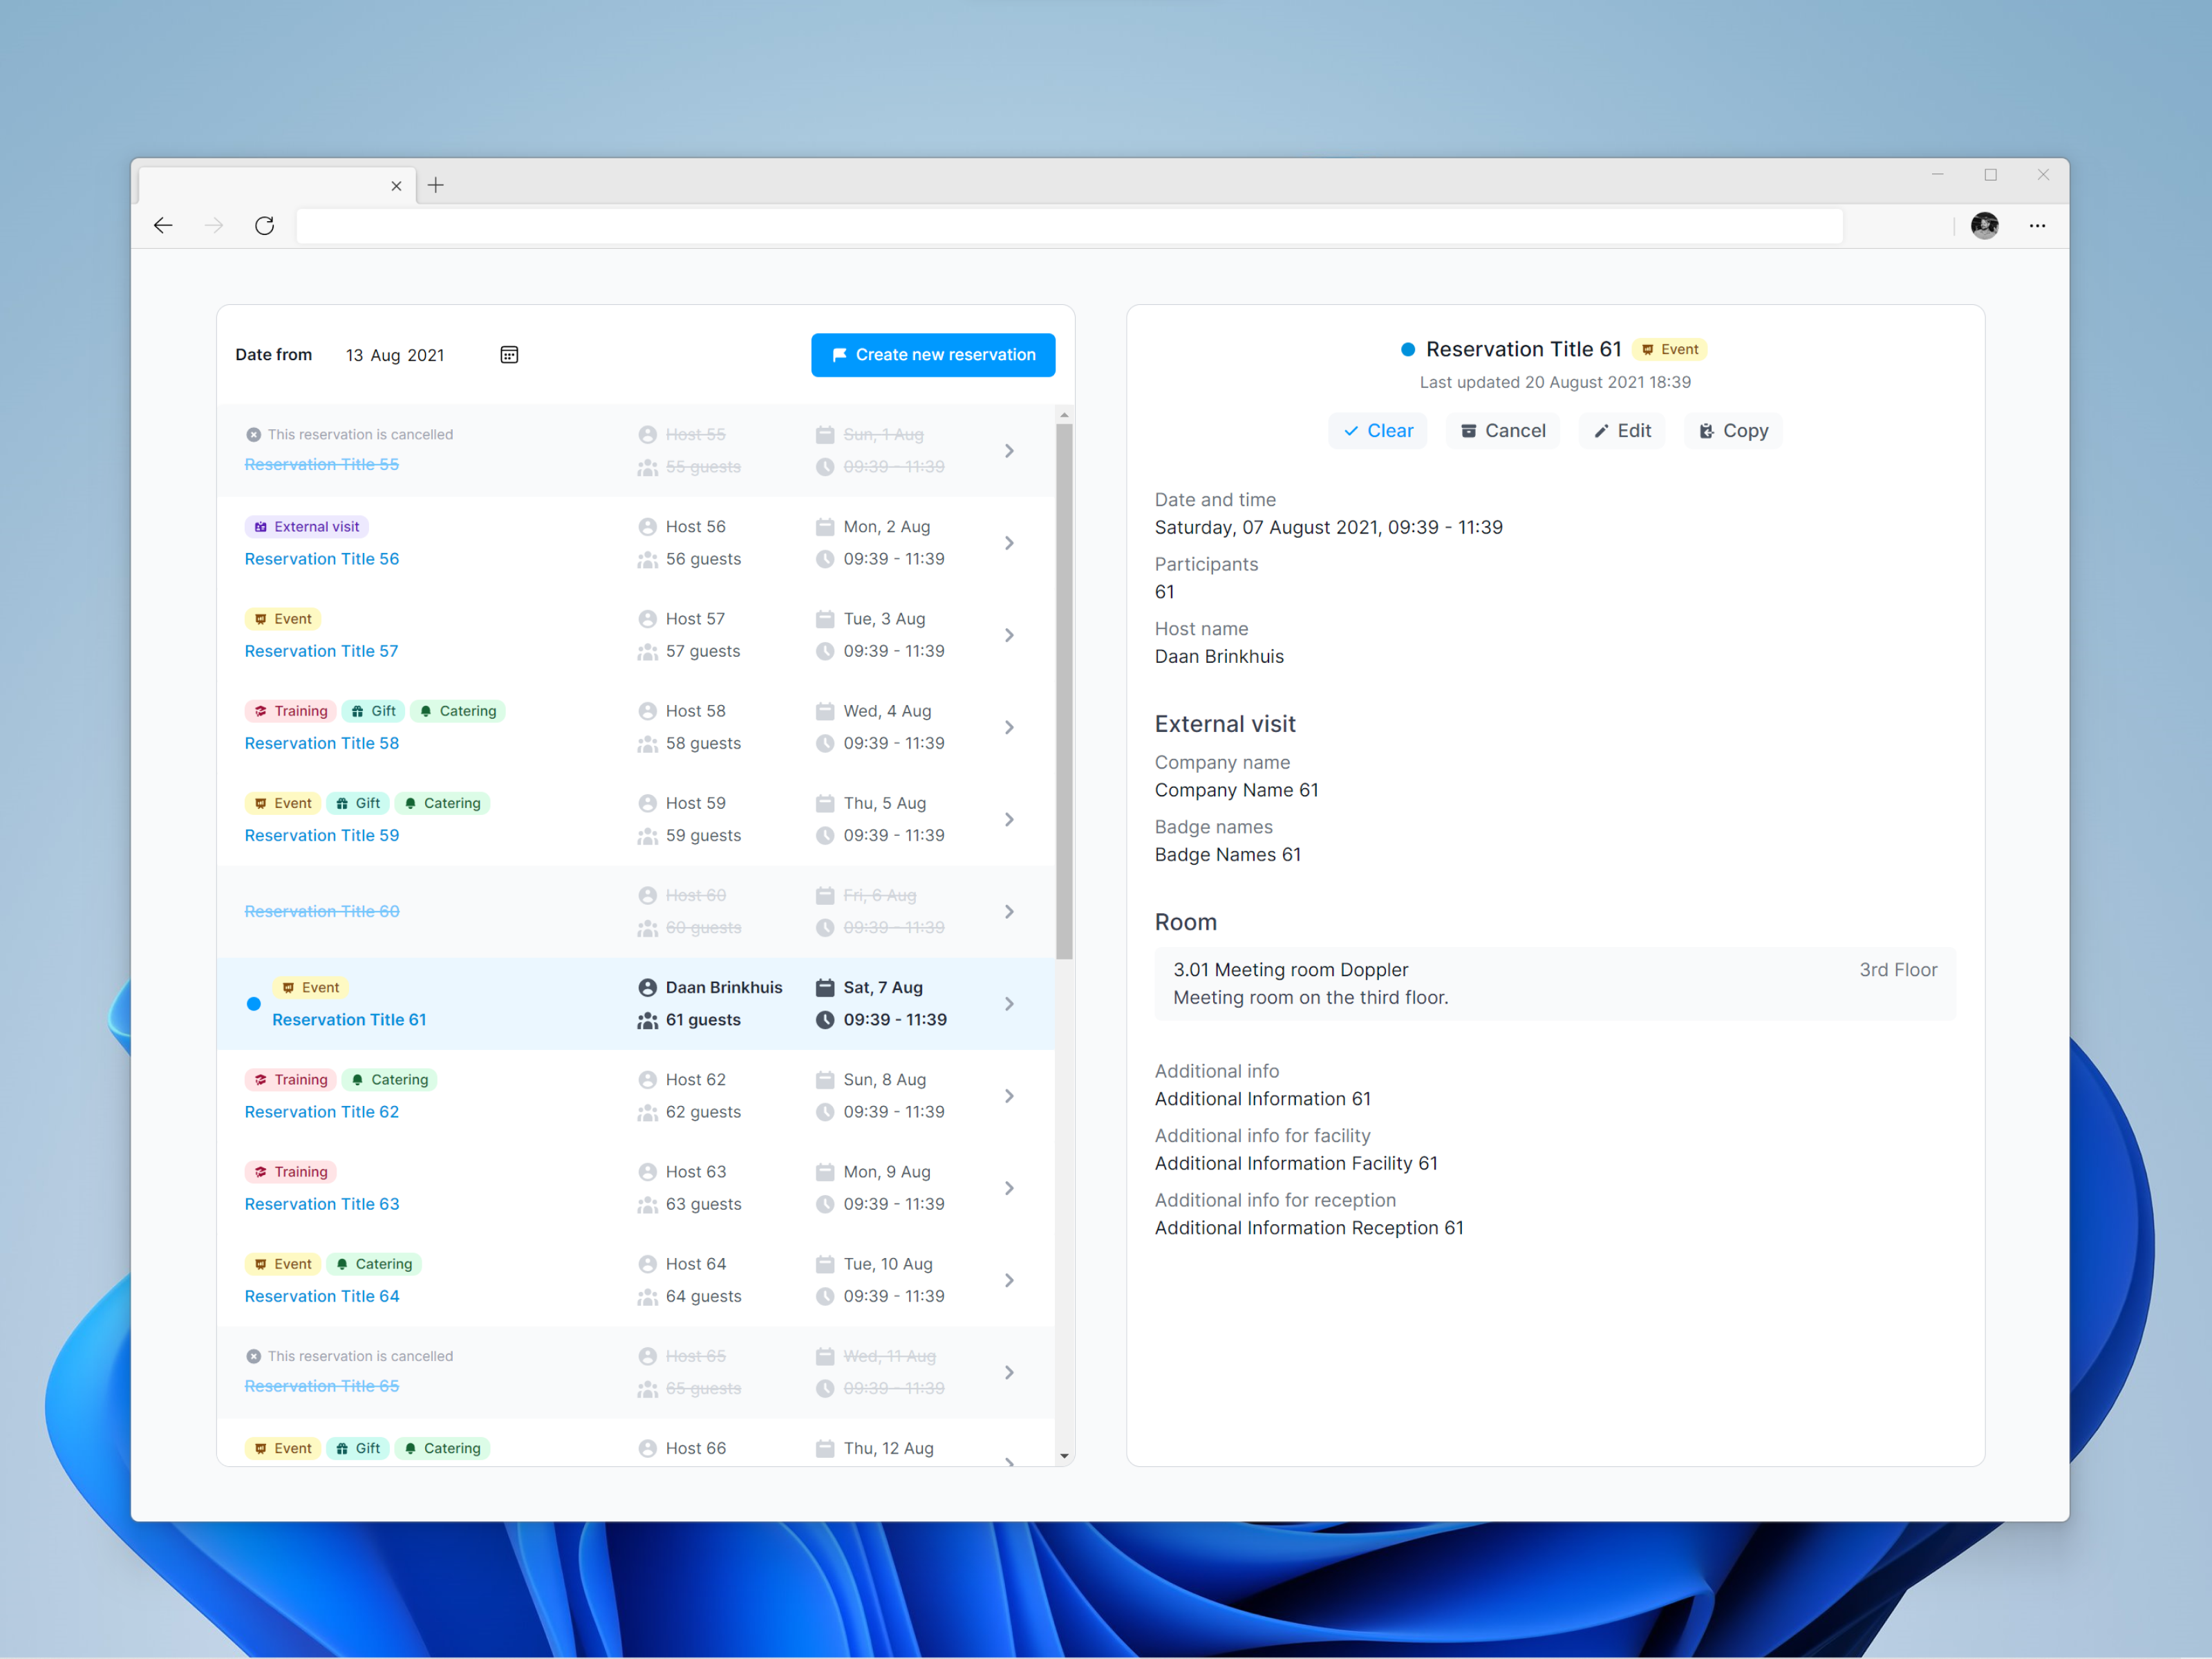 Date from 13 Aug 2021 Create new reservation
This reservation is cancelled Host 55 Sun, 1 Aug
Reservation Title 55 55 guests 09:39 - 11:39
External visit Host 56 Mon, 2 Aug
Reservation Title 56 56 guests 09:39 - 11:39
Event Host 57 Tue, 3 Aug
Reservation Title 57 57 guests 09:39 - 11:39
Training Gift Catering Host 58 Wed, 4 Aug
Reservation Title 58 58 guests 09:39 - 11:39
Event Gift Catering Host 59 Thu, 5 Aug
Reservation Title 59 59 guests 09:39 - 11:39
Host 60 Fri, 6 Aug
Reservation Title 60
60 guests 09:39 - 11:39
Event Daan Brinkhuis Sat, 7 Aug
Reservation Title 61 61 guests 09:39 - 11:39
Training Catering Host 62 Sun, 8 Aug
Reservation Title 62 62 guests 09:39 - 11:39
Training Host 63 Mon, 9 Aug
Reservation Title 63 63 guests 09:39 - 11:39
Event Catering Host 64 Tue, 10 Aug
Reservation Title 64 64 guests 09:39 - 11:39
This reservation is cancelled Host 65 Wed, 11 Aug
Reservation Title 65 65 guests 09:39 - 11:39
Event Gift Catering Host 66 Thu, 12 Aug
Reservation Title 61 Event
Last updated 20 August 2021 18:39
Clear Cancel Edit Copy
Date and time
Saturday, 07 August 2021, 09:39 - 11:39
Participants
61
Host name
Daan Brinkhuis
External visit
Company name
Company Name 61
Badge names
Badge Names 61
Room
3.01 Meeting room Doppler 3rd Floor
Meeting room on the third floor.
Additional info
Additional Information 61
Additional info for facility
Additional Information Facility 61
Additional info for reception
Additional Information Reception 61